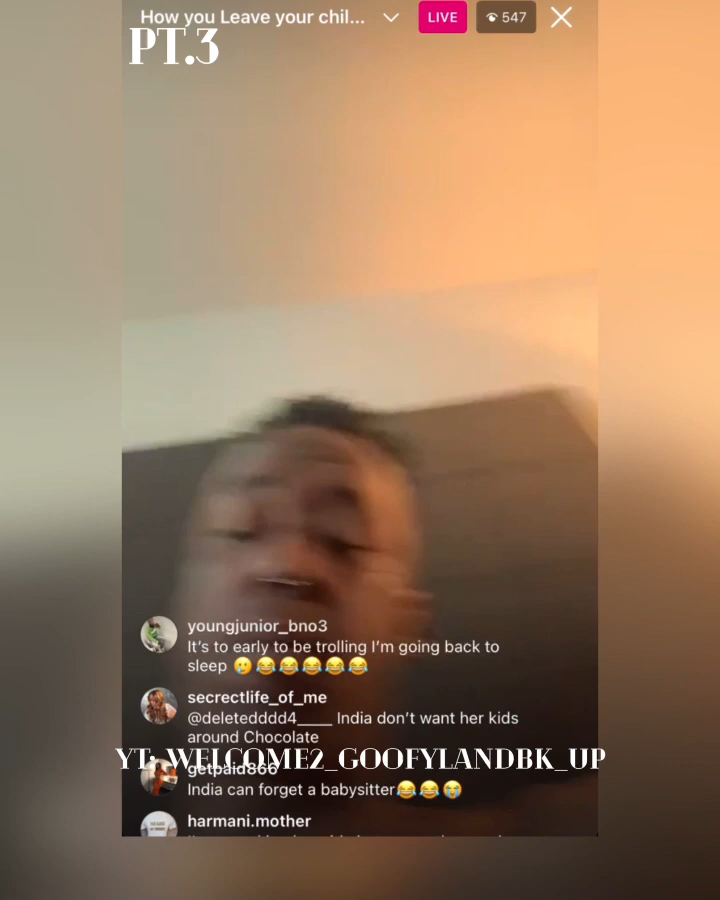 How you Leave your chil...
LIVE
547
PT.3
youngjunior_bno3
It's to early to be trolling I'm going back to
sleep 🥲😂😂😂😂😂
secrectlife_of_me
@deletedddd4____ India don't want her kids
around Chocolate
YT: WELCOME2_GOOFYLANDBK_UP
getpaid866
India can forget a babysitter😂😂😭
harmani.mother